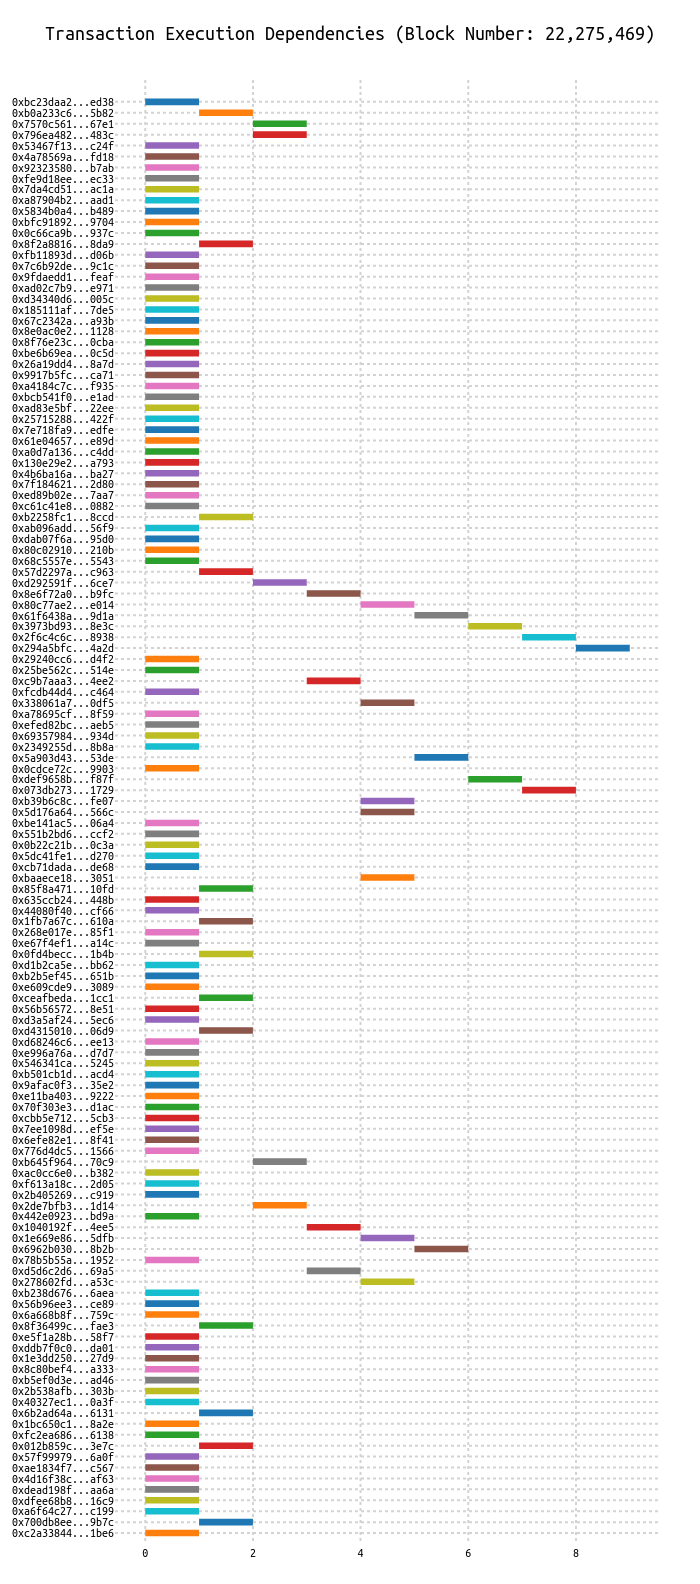 Transaction Execution Dependencies (Block Number: 22,275,469)
0xbc23daa2...ed38
0xb0a233c6...5b82
0x7570c561...67e1
0x796ea482...483c
0x53467f13...c24f
0x4a78569a...fd18
0x92323580...b7ab
0xfe9d18ee...ec33
0x7da4cd51...ac1a
0xa87904b2...aad1
0x5834b0a4...b489
0xbfc91892...9704
0x0c66ca9b...937c
0x8f2a8816...8da9
0xfb11893d...d06b
0x7c6b92de...9c1c
0x9fdaedd1...feaf
0xad02c7b9...e971
0xd34340d6...005c
0x185111af...7de5
0x67c2342a...a93b
0x8e0ac0e2...1128
0x8f76e23c...0cba
0xbe6b69ea...0c5d
0x26a19dd4...8a7d
0x9917b5fc...ca71
0xa4184c7c...f935
0xbcb541f0...e1ad
0xad83e5bf...22ee
0x25715288...422f
0x7e718fa9...edfe
0x61e04657...e89d
0xa0d7a136...c4dd
0x130e29e2...a793
0x4b6ba16a...ba27
0x7f184621...2d80
0xed89b02e...7aa7
0xc61c41e8...0882
0xb2258fc1...8ccd
0xab096add...56f9
0xdab07f6a...95d0
0x80c02910...210b
0x68c5557e...5543
0x57d2297a...c963
0xd292591f...6ce7
0x8e6f72a0...b9fc
0x80c77ae2...e014
0x61f6438a...9d1a
0x3973bd93...8e3c
0x2f6c4c6c...8938
0x294a5bfc...4a2d
0x29240cc6...d4f2
0x25be562c...514e
0xc9b7aaa3...4ee2
0xfcdb44d4...c464
0x338061a7...0df5
0xa78695cf...8f59
0xefed82bc...aeb5
0x69357984...934d
0x2349255d...8b8a
0x5a903d43...53de
0x0cdce72c...9903
0xdef9658b...f87f
0x073db273...1729
0xb39b6c8c...fe07
0x5d176a64...566c
0xbe141ac5...06a4
0x551b2bd6...ccf2
0x0b22c21b...0c3a
0x5dc41fe1...d270
0xcb71dada...de68
0xbaaece18...3051
0x85f8a471...10fd
0x635ccb24...448b
0x44080f40...cf66
0x1fb7a67c...610a
0x268e017e...85f1
0xe67f4ef1...a14c
0x0fd4becc...1b4b
0xd1b2ca5e...bb62
0xb2b5ef45...651b
0xe609cde9...3089
0xceafbeda...1cc1
0x56b56572...8e51
0xd3a5af24...5ec6
0xd4315010...06d9
0xd68246c6...ee13
0xe996a76a...d7d7
0x546341ca...5245
0xb501cb1d...acd4
0x9afac0f3...35e2
0xe11ba403...9222
0x70f303e3...d1ac
0xcbb5e712...5cb3
0x7ee1098d...ef5e
0x6efe82e1...8f41
0x776d4dc5...1566
0xb645f964...70c9
0xac0cc6e0...b382
0xf613a18c...2d05
0x2b405269...c919
0x2de7bfb3...1d14
0x442e0923...bd9a
0x1040192f...4ee5
0x1e669e86...5dfb
0x6962b030...8b2b
0x78b5b55a...1952
0xd5d6c2d6...69a5
0x278602fd...a53c
0xb238d676...6aea
0x56b96ee3...ce89
0x6a668b8f...759c
0x8f36499c...fae3
0xe5f1a28b...58f7
0xddb7f0c0...da01
0x1e3dd250...27d9
0x8c80bef4...a333
0xb5ef0d3e...ad46
0x2b538afb...303b
0x40327ec1...0a3f
0x6b2ad64a...6131
0x1bc650c1...8a2e
0xfc2ea686...6138
0x012b859c...3e7c
0x57f99979...6a0f
0xae1834f7...c567
0x4d16f38c...af63
0xdead198f...aa6a
0xdfee68b8...16c9
0xa6f64c27...c199
0x700db8ee...9b7c
0xc2a33844...1be6
0 2 4 6 8